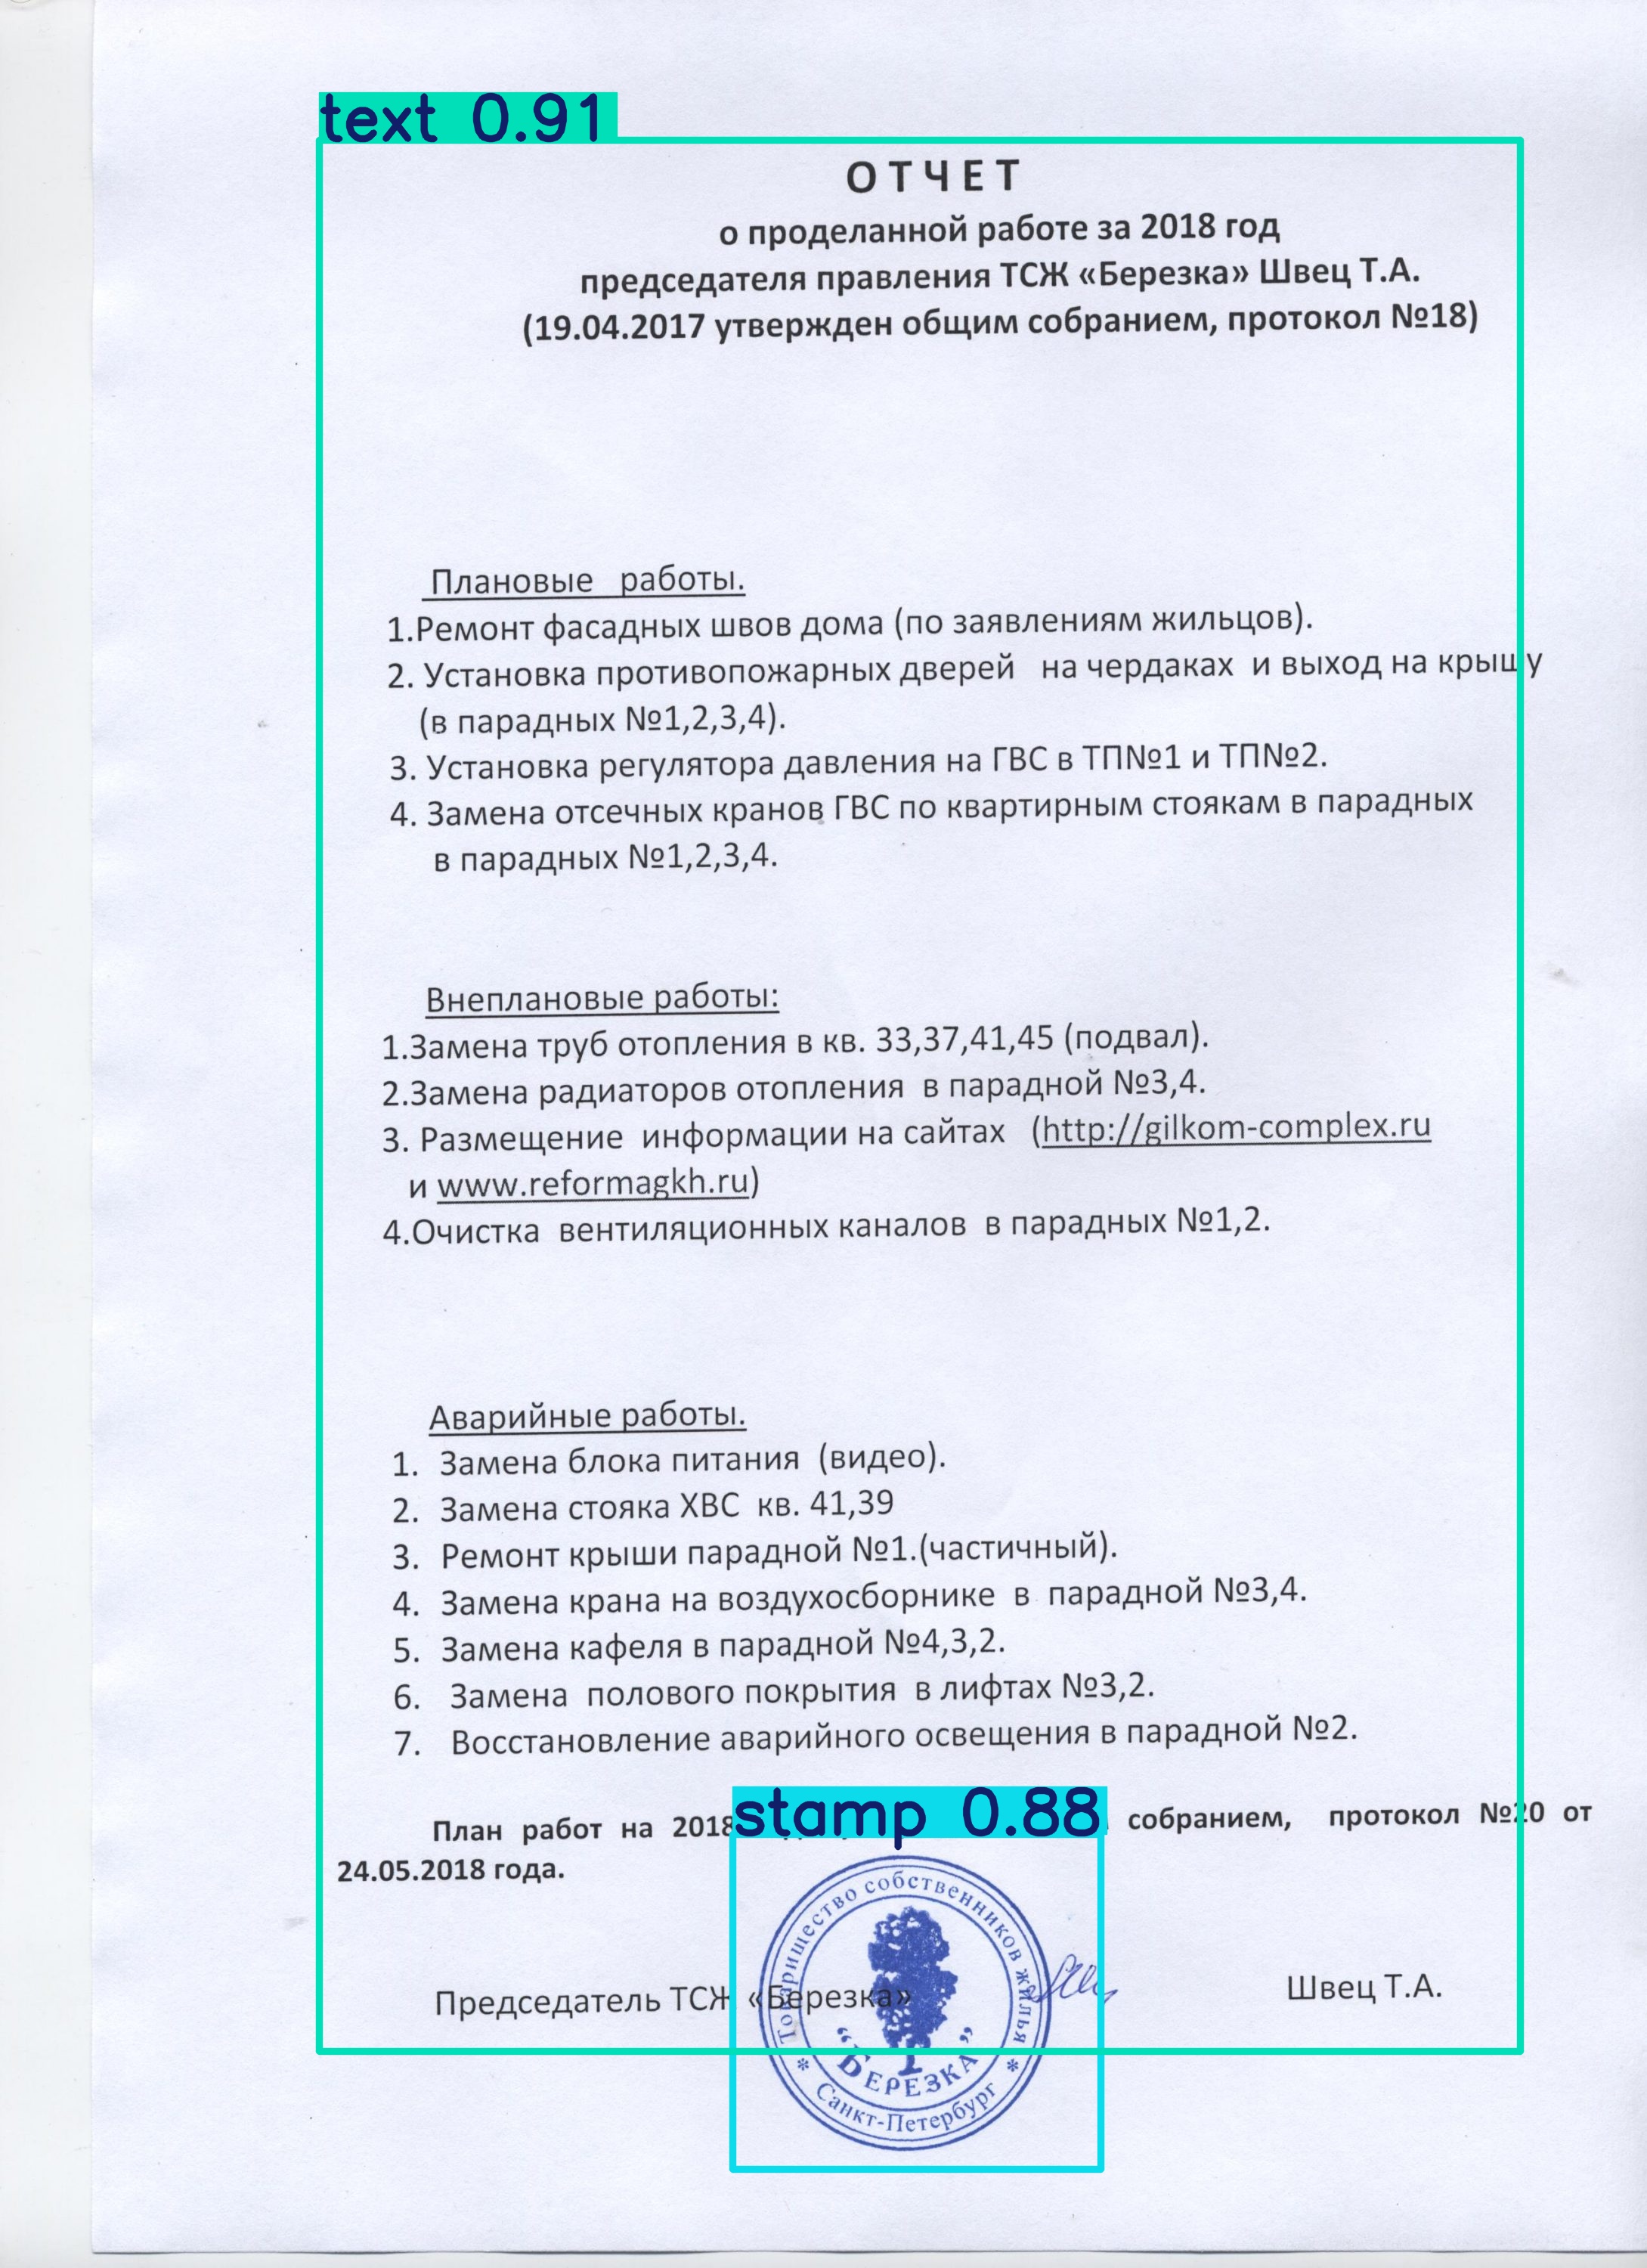 text 0.91
ОТЧЕТ
о проделанной работе за 2018 год
председателя правления ТСЖ «Березка» Швец Т.А.
(19.04.2017 утвержден общим собранием, протокол №18)
Плановые работы.
1.Ремонт фасадных швов дома (по заявлениям жильцов).
2. Установка противопожарных дверей на чердаках и выход на крышу
(в парадных №1,2,3,4).
3. Установка регулятора давления на ГВС в ТП№1 и ТП№2.
4. Замена отсечных кранов ГВС по квартирным стоякам в парадных
в парадных №1,2,3,4.
Внеплановые работы:
1.Замена труб отопления в кв. 33,37,41,45 (подвал).
2.Замена радиаторов отопления в парадной №3,4.
3. Размещение информации на сайтах (http://gilkom-complex.ru
и www.reformagkh.ru)
4.Очистка вентиляционных каналов в парадных №1,2.
Аварийные работы.
1. Замена блока питания (видео).
2. Замена стояка ХВС кв. 41,39
3. Ремонт крыши парадной №1.(частичный).
4. Замена крана на воздухосборнике в парадной №3,4.
5. Замена кафеля в парадной №4,3,2.
6. Замена полового покрытия в лифтах №3,2.
7. Восстановление аварийного освещения в парадной №2.
stamp 0.88
План работ на 2018 собранием, протокол №20 от
24.05.2018 года.
Председатель ТСЖ «Березка» Швец Т.А.
Товарищество собственников жилья
“БЕРЕЗКА”
* Санкт-Петербург *